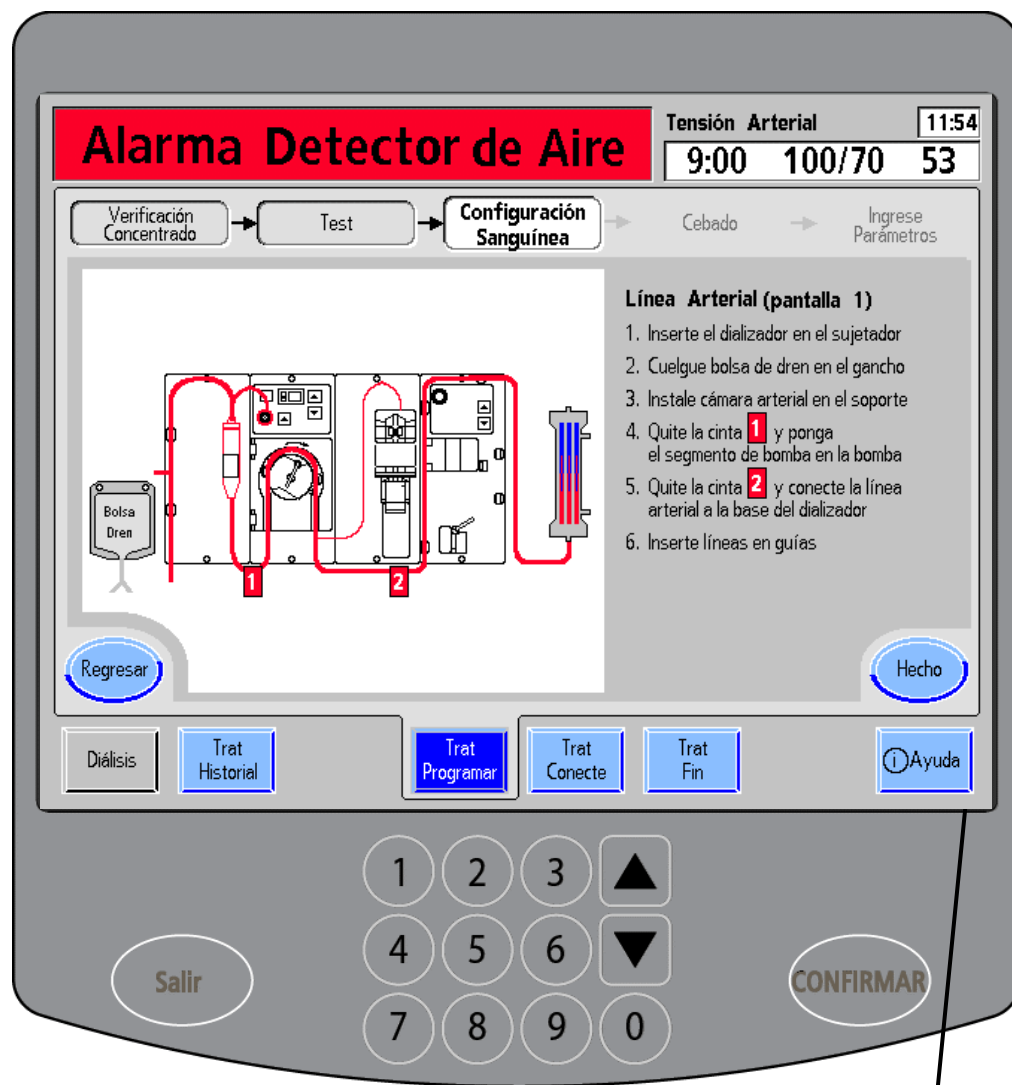 Alarma Detector de Aire
Tensión Arterial
11:54
9:00 100/70 53
Verificación
Concentrado
Test
Configuración
Sanguínea
Cebado
Ingrese
Parámetros
Línea Arterial (pantalla 1)
1. Inserte el dializador en el sujetador
2. Cuelgue bolsa de dren en el gancho
3. Instale cámara arterial en el soporte
4. Quite la cinta 1 y ponga
el segmento de bomba en la bomba
5. Quite la cinta 2 y conecte la línea
arterial a la base del dializador
6. Inserte líneas en guías
Bolsa
Dren
1
2
Regresar
Hecho
Diálisis
Trat
Historial
Trat
Programar
Trat
Conecte
Trat
Fin
i Ayuda
1 2 3
4 5 6
7 8 9 0
Salir
CONFIRMAR